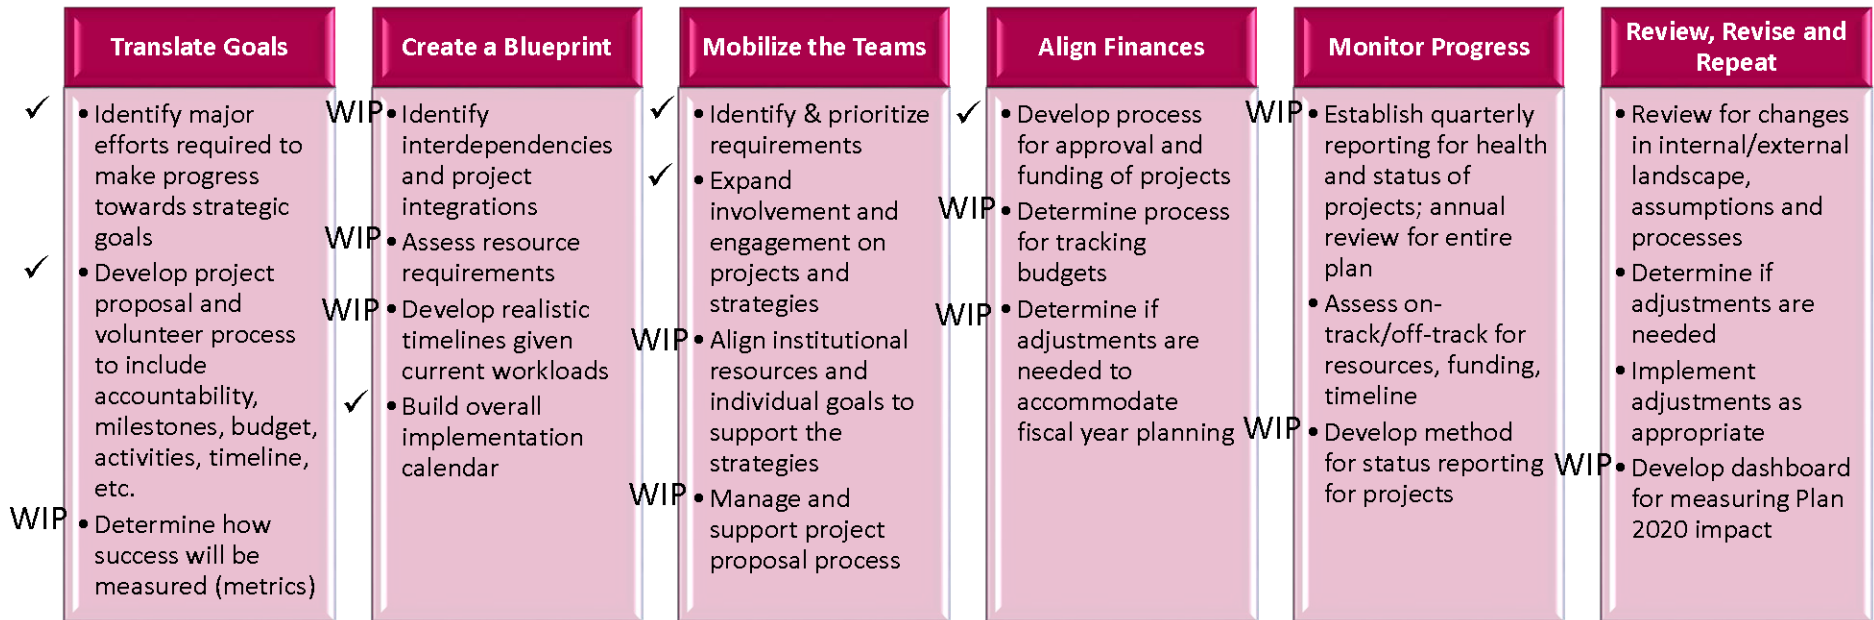 Translate Goals
✓ • Identify major
efforts required to
make progress
towards strategic
goals
✓ • Develop project
proposal and
volunteer process
to include
accountability,
milestones, budget,
activities, timeline,
etc.
WIP • Determine how
success will be
measured (metrics)
Create a Blueprint
WIP • Identify
interdependencies
and project
integrations
WIP • Assess resource
requirements
WIP • Develop realistic
timelines given
current workloads
✓ • Build overall
implementation
calendar
Mobilize the Teams
✓ • Identify & prioritize
requirements
✓ • Expand
involvement and
engagement on
projects and
strategies
WIP • Align institutional
resources and
individual goals to
support the
strategies
WIP • Manage and
support project
proposal process
Align Finances
✓ • Develop process
for approval and
funding of projects
WIP • Determine process
for tracking
budgets
WIP • Determine if
adjustments are
needed to
accommodate
fiscal year planning
Monitor Progress
WIP • Establish quarterly
reporting for health
and status of
projects; annual
review for entire
plan
• Assess on-
track/off-track for
resources, funding,
timeline
WIP • Develop method
for status reporting
for projects
Review, Revise and
Repeat
• Review for changes
in internal/external
landscape,
assumptions and
processes
• Determine if
adjustments are
needed
• Implement
adjustments as
appropriate
WIP • Develop dashboard
for measuring Plan
2020 impact